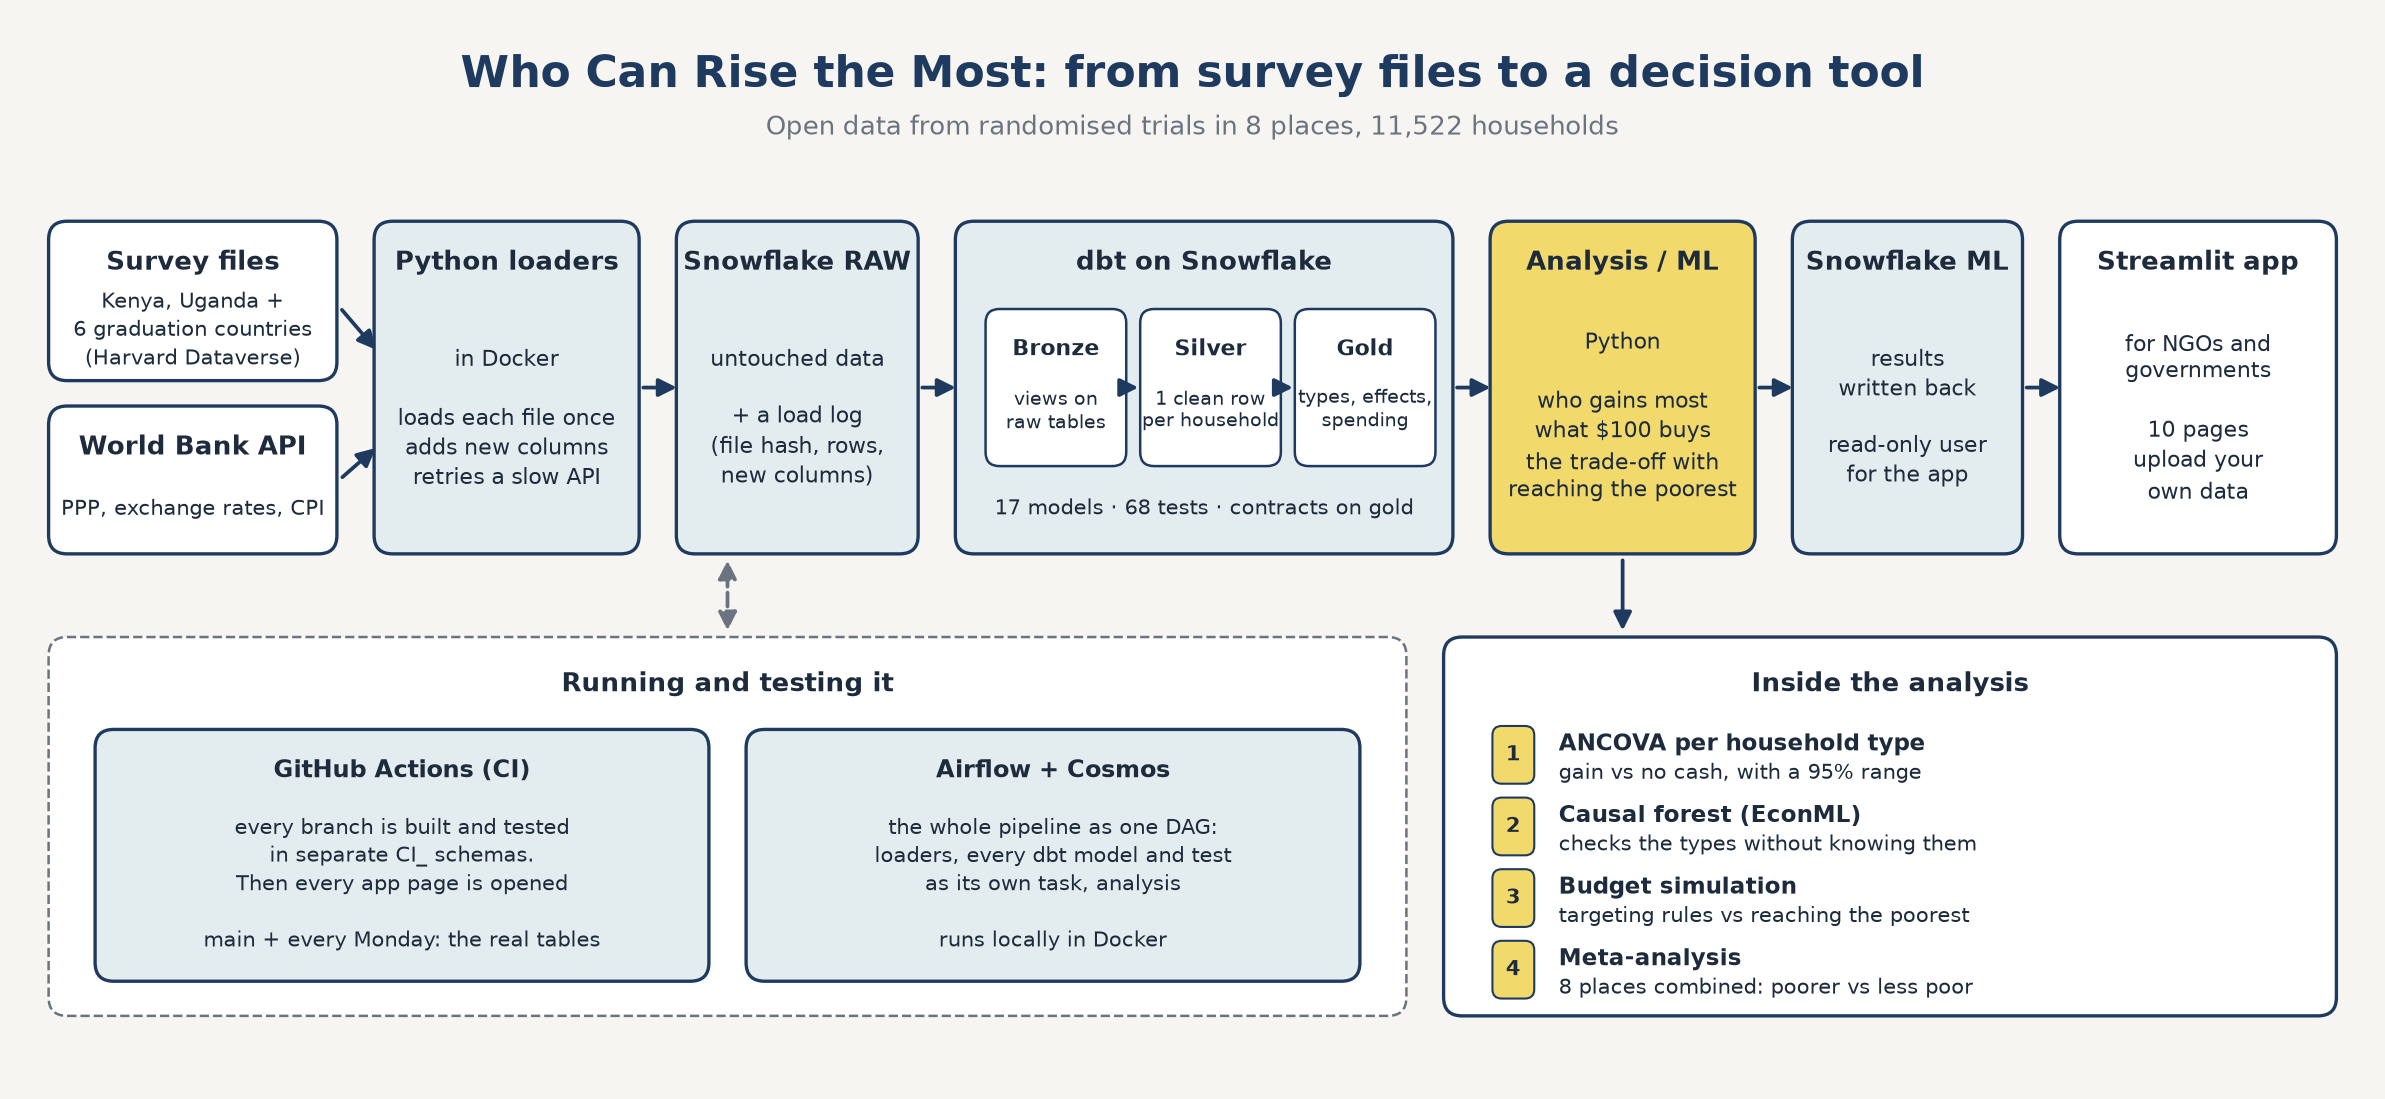 Who Can Rise the Most: from survey files to a decision tool
Open data from randomised trials in 8 places, 11,522 households
Survey files
Kenya, Uganda +
6 graduation countries
(Harvard Dataverse)
World Bank API
PPP, exchange rates, CPI
Python loaders
in Docker
loads each file once
adds new columns
retries a slow API
Snowflake RAW
untouched data
+ a load log
(file hash, rows,
new columns)
dbt on Snowflake
Bronze
views on
raw tables
Silver
1 clean row
per household
Gold
types, effects,
spending
17 models · 68 tests · contracts on gold
Analysis / ML
Python
who gains most
what $100 buys
the trade-off with
reaching the poorest
Snowflake ML
results
written back
read-only user
for the app
Streamlit app
for NGOs and
governments
10 pages
upload your
own data
Running and testing it
GitHub Actions (CI)
every branch is built and tested
in separate CI_ schemas.
Then every app page is opened
main + every Monday: the real tables
Airflow + Cosmos
the whole pipeline as one DAG:
loaders, every dbt model and test
as its own task, analysis
runs locally in Docker
Inside the analysis
1
ANCOVA per household type
gain vs no cash, with a 95% range
2
Causal forest (EconML)
checks the types without knowing them
3
Budget simulation
targeting rules vs reaching the poorest
4
Meta-analysis
8 places combined: poorer vs less poor